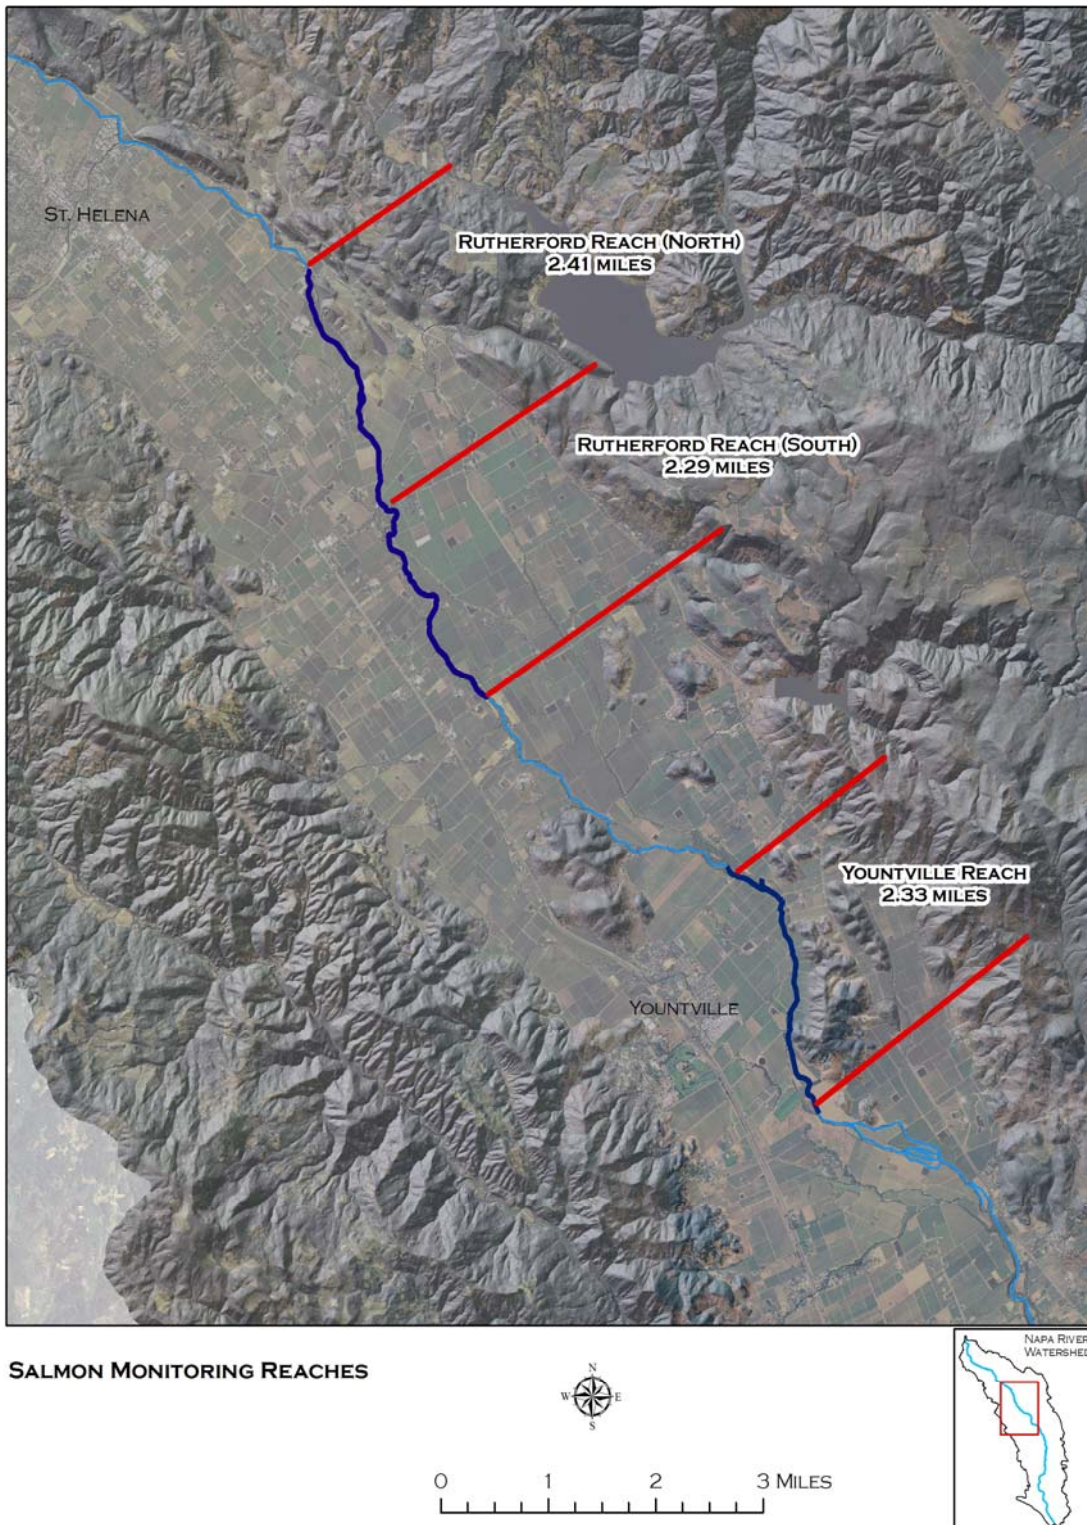 ST. HELENA
RUTHERFORD REACH (NORTH)
2.41 MILES
RUTHERFORD REACH (SOUTH)
2.29 MILES
YOUNTVILLE REACH
2.33 MILES
YOUNTVILLE
SALMON MONITORING REACHES
N
W E
S
0 1 2 3 MILES
NAPA RIVER
WATERSHED